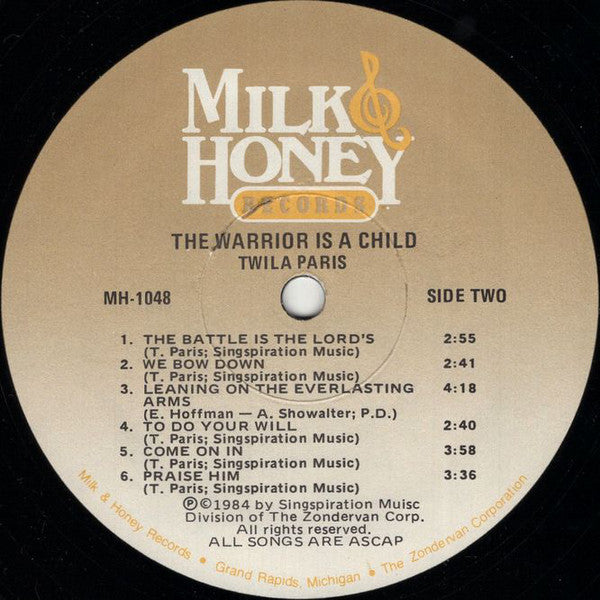 MILK &
HONEY
RECORDS
THE WARRIOR IS A CHILD
TWILA PARIS
MH-1048
SIDE TWO
1. THE BATTLE IS THE LORD'S 2:55
(T. Paris; Singspiration Music)
2. WE BOW DOWN 2:41
(T. Paris; Singspiration Music)
3. LEANING ON THE EVERLASTING 4:18
ARMS
(E. Hoffman — A. Showalter; P.D.)
4. TO DO YOUR WILL 2:40
(T. Paris; Singspiration Music)
5. COME ON IN 3:58
(T. Paris; Singspiration Music)
6. PRAISE HIM 3:36
(T. Paris; Singspiration Music)
℗©1984 by Singspiration Muisc
Division of The Zondervan Corp.
All rights reserved.
ALL SONGS ARE ASCAP
Milk & Honey Records • Grand Rapids, Michigan • The Zondervan Corporation